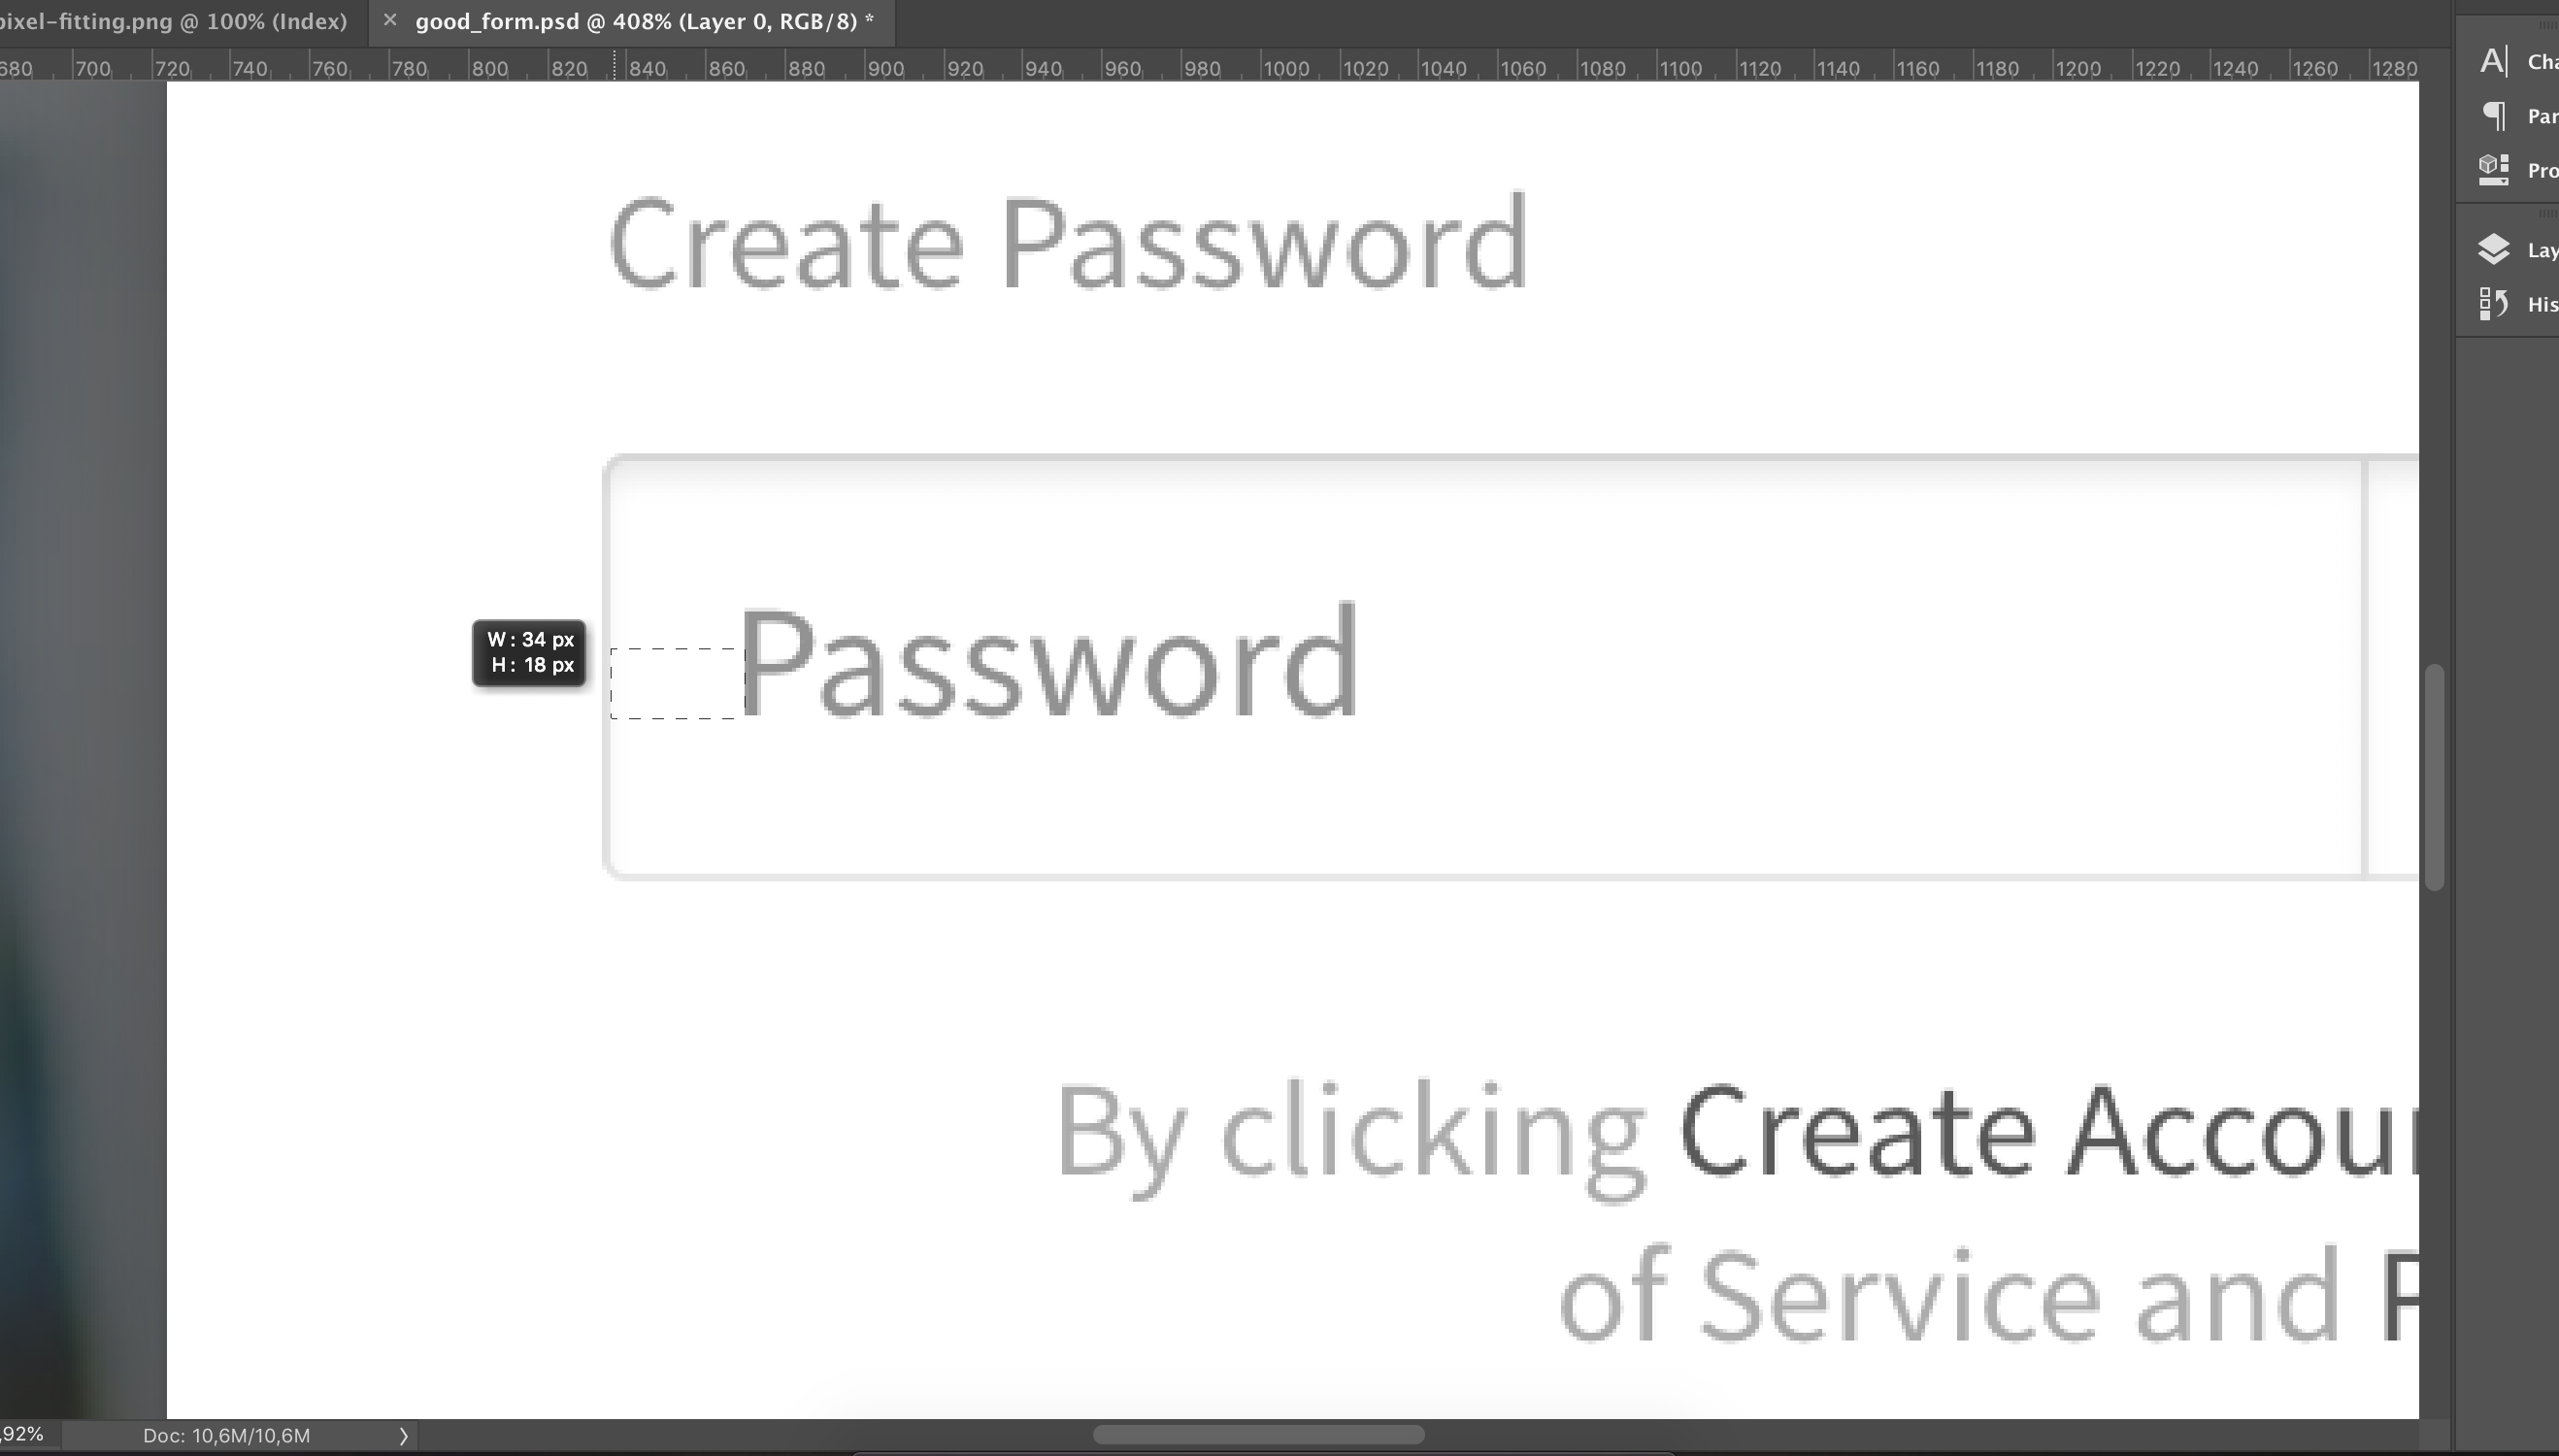 pixel-fitting.png @ 100% (Index)
× good_form.psd @ 408% (Layer 0, RGB/8) *
680 700 720 740 760 780 800 820 840 860 880 900 920 940 960 980 1000 1020 1040 1060 1080 1100 1120 1140 1160 1180 1200 1220 1240 1260 1280
A| Cha
Par
Pro
Lay
His
Create Password
W : 34 px
H : 18 px
Password
By clicking Create Accour
of Service and P
,92% Doc: 10,6M/10,6M